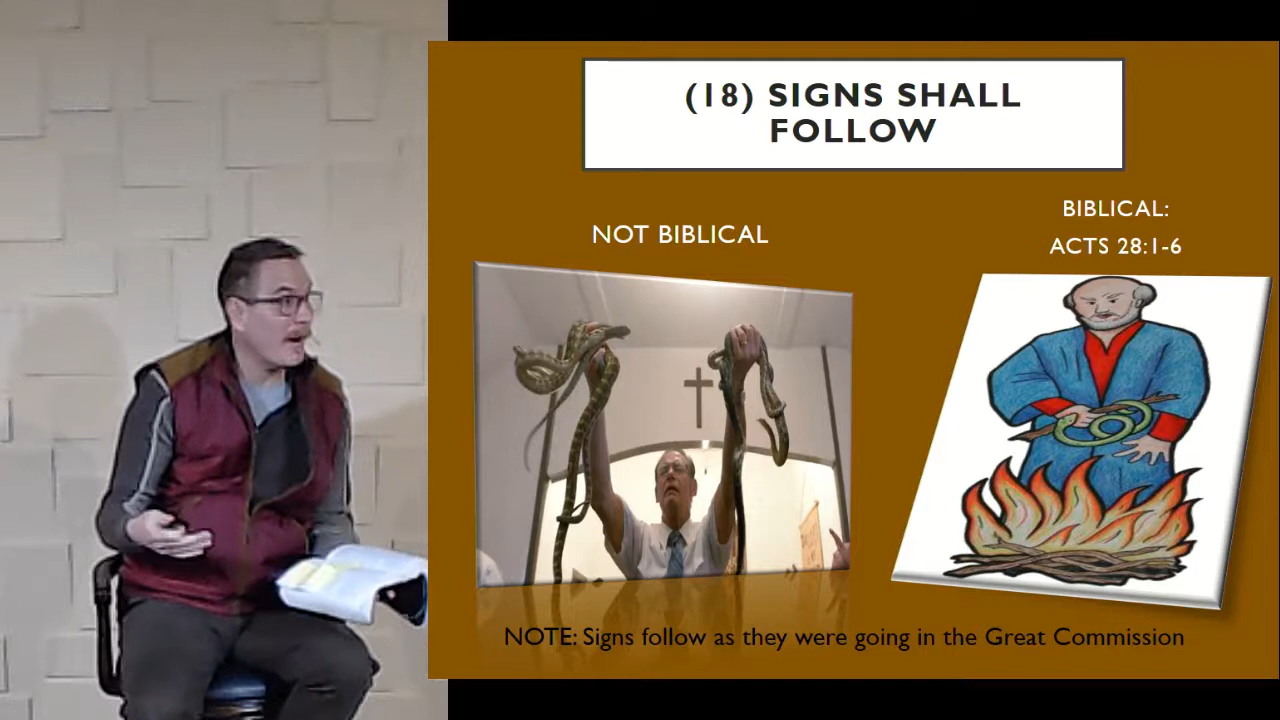 (18) SIGNS SHALL
FOLLOW
NOT BIBLICAL
BIBLICAL:
ACTS 28:1-6
NOTE: Signs follow as they were going in the Great Commission